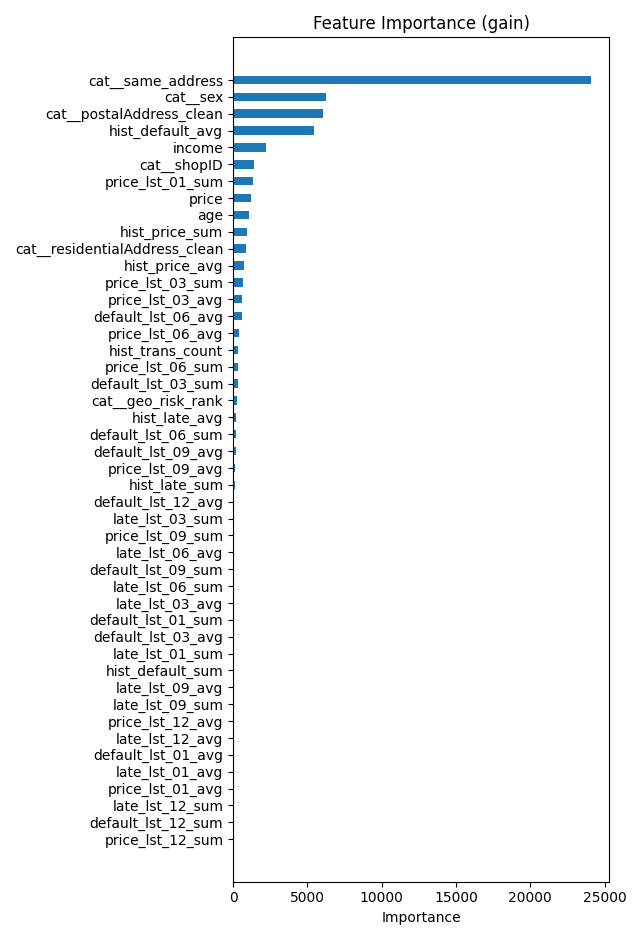 Feature Importance (gain)
cat__same_address
cat__sex
cat__postalAddress_clean
hist_default_avg
income
cat__shopID
price_lst_01_sum
price
age
hist_price_sum
cat__residentialAddress_clean
hist_price_avg
price_lst_03_sum
price_lst_03_avg
default_lst_06_avg
price_lst_06_avg
hist_trans_count
price_lst_06_sum
default_lst_03_sum
cat__geo_risk_rank
hist_late_avg
default_lst_06_sum
default_lst_09_avg
price_lst_09_avg
hist_late_sum
default_lst_12_avg
late_lst_03_sum
price_lst_09_sum
late_lst_06_avg
default_lst_09_sum
late_lst_06_sum
late_lst_03_avg
default_lst_01_sum
default_lst_03_avg
late_lst_01_sum
hist_default_sum
late_lst_09_avg
late_lst_09_sum
price_lst_12_avg
late_lst_12_avg
default_lst_01_avg
late_lst_01_avg
price_lst_01_avg
late_lst_12_sum
default_lst_12_sum
price_lst_12_sum
0 5000 10000 15000 20000 25000
Importance